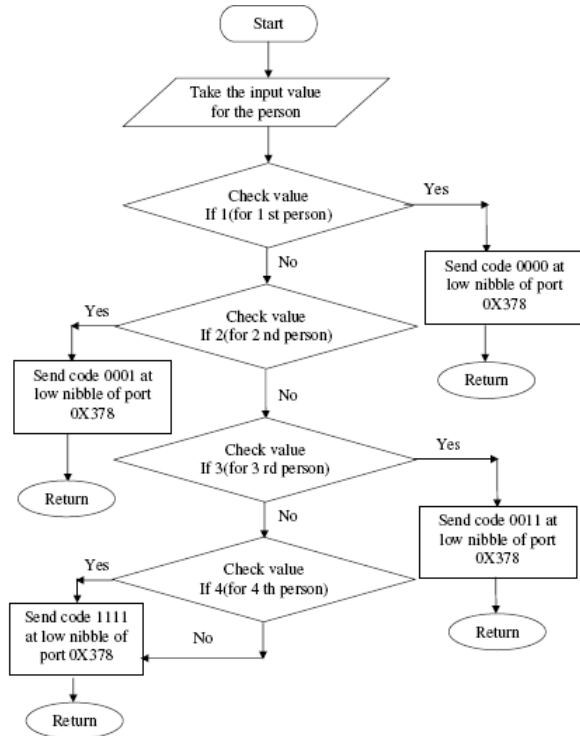 Start
Take the input value
for the person
Check value
If 1(for 1 st person)
Yes
No
Send code 0000 at
low nibble of port
0X378
Return
Check value
If 2(for 2 nd person)
Yes
No
Send code 0001 at
low nibble of port
0X378
Return
Check value
If 3(for 3 rd person)
Yes
No
Send code 0011 at
low nibble of port
0X378
Return
Check value
If 4(for 4 th person)
Yes
No
Send code 1111
at low nibble of
port 0X378
Return